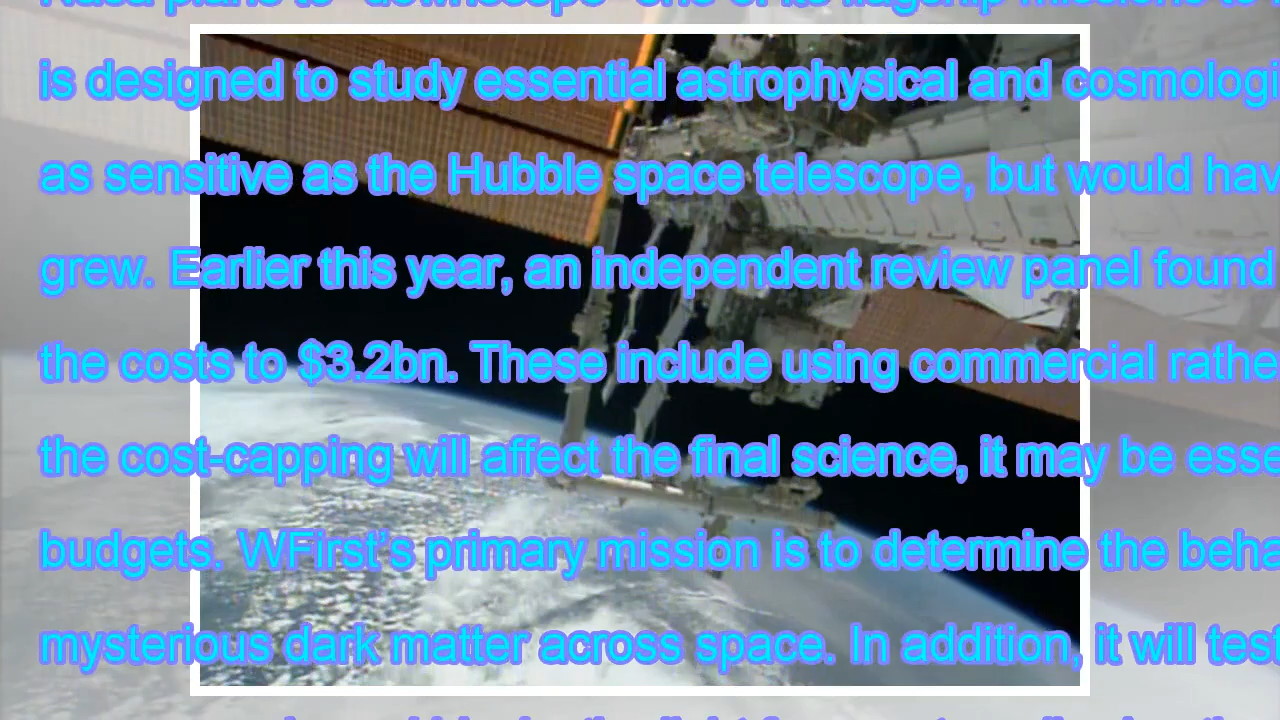 is designed to study essential astrophysical and cosmologi
as sensitive as the Hubble space telescope, but would hav
grew. Earlier this year, an independent review panel found
the costs to $3.2bn. These include using commercial rathe
the cost-capping will affect the final science, it may be esse
budgets. WFirst’s primary mission is to determine the beha
mysterious dark matter across space. In addition, it will test